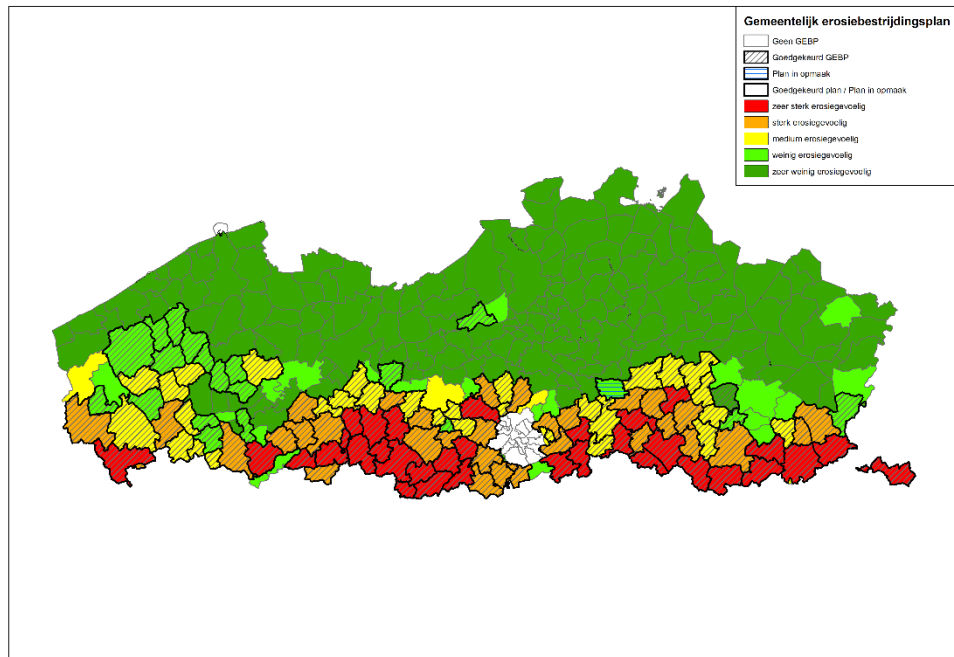 Gemeentelijk erosiebestrijdingsplan
Geen GEBP
Goedgekeurd GEBP
Plan in opmaak
Goedgekeurd plan / Plan in opmaak
zeer sterk erosiegevoelig
sterk erosiegevoelig
medium erosiegevoelig
weinig erosiegevoelig
zeer weinig erosiegevoelig